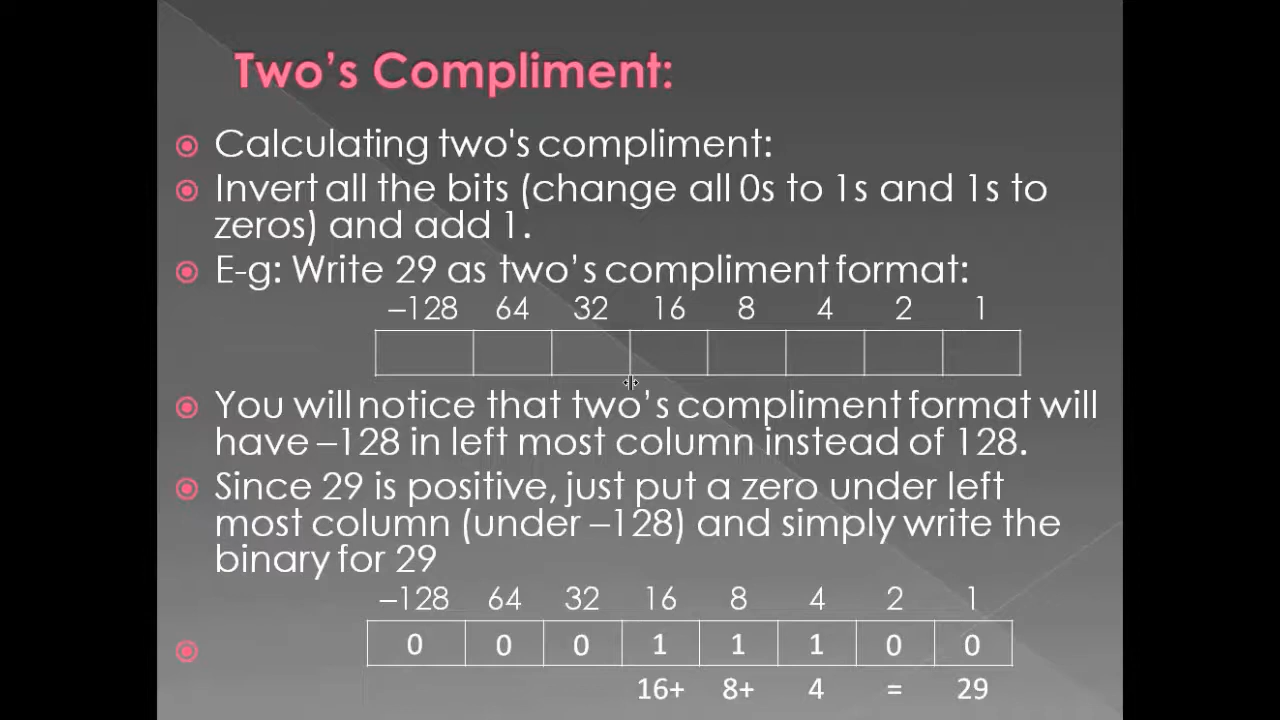 Two's Compliment:
Calculating two's compliment:
Invert all the bits (change all 0s to 1s and 1s to
zeros) and add 1.
E-g: Write 29 as two's compliment format:
–128 64 32 16 8 4 2 1
You will notice that two's compliment format will
have –128 in left most column instead of 128.
Since 29 is positive, just put a zero under left
most column (under –128) and simply write the
binary for 29
–128 64 32 16 8 4 2 1
0 0 0 1 1 1 0 0
16+ 8+ 4 = 29